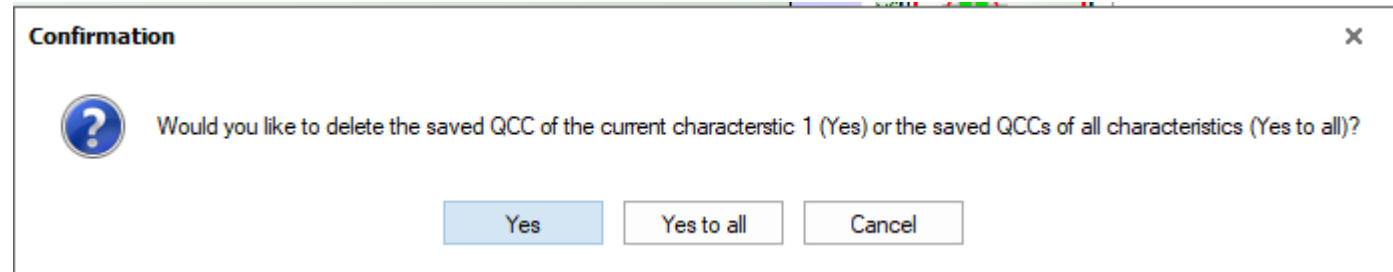 Confirmation
Would you like to delete the saved QCC of the current characterstic 1 (Yes) or the saved QCCs of all characteristics (Yes to all)?
Yes
Yes to all
Cancel